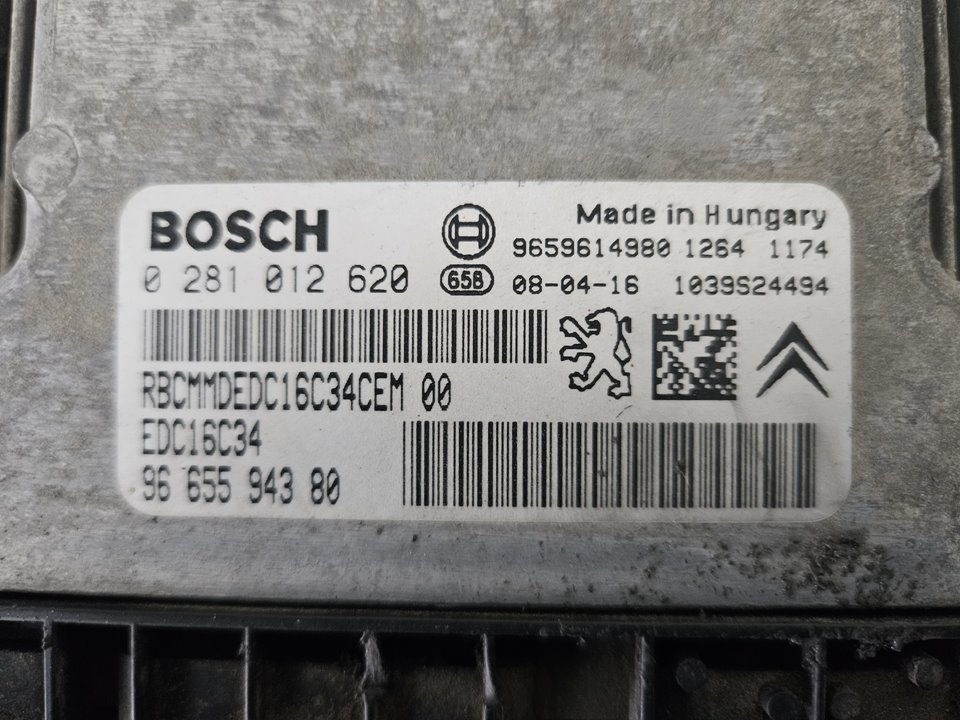 BOSCH
0 281 012 620
65B
Made in Hungary
9659614980 1264 1174
08-04-16 1039S24494
RBCMMDEDC16C34CEM 00
EDC16C34
96 655 943 80